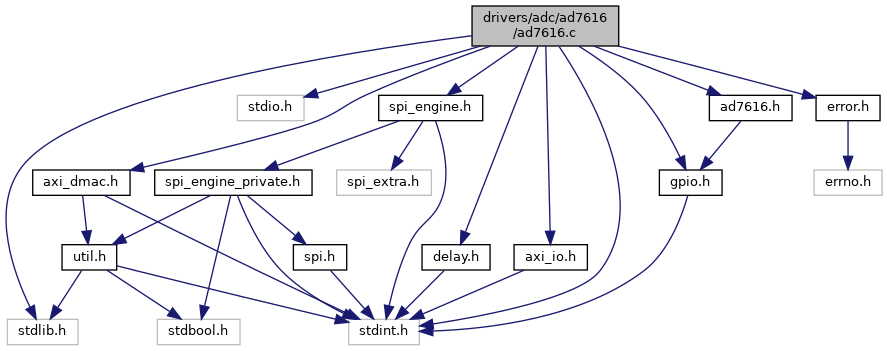 drivers/adc/ad7616
/ad7616.c
stdio.h
spi_engine.h
ad7616.h
error.h
axi_dmac.h
spi_engine_private.h
spi_extra.h
gpio.h
errno.h
util.h
spi.h
delay.h
axi_io.h
stdlib.h
stdbool.h
stdint.h